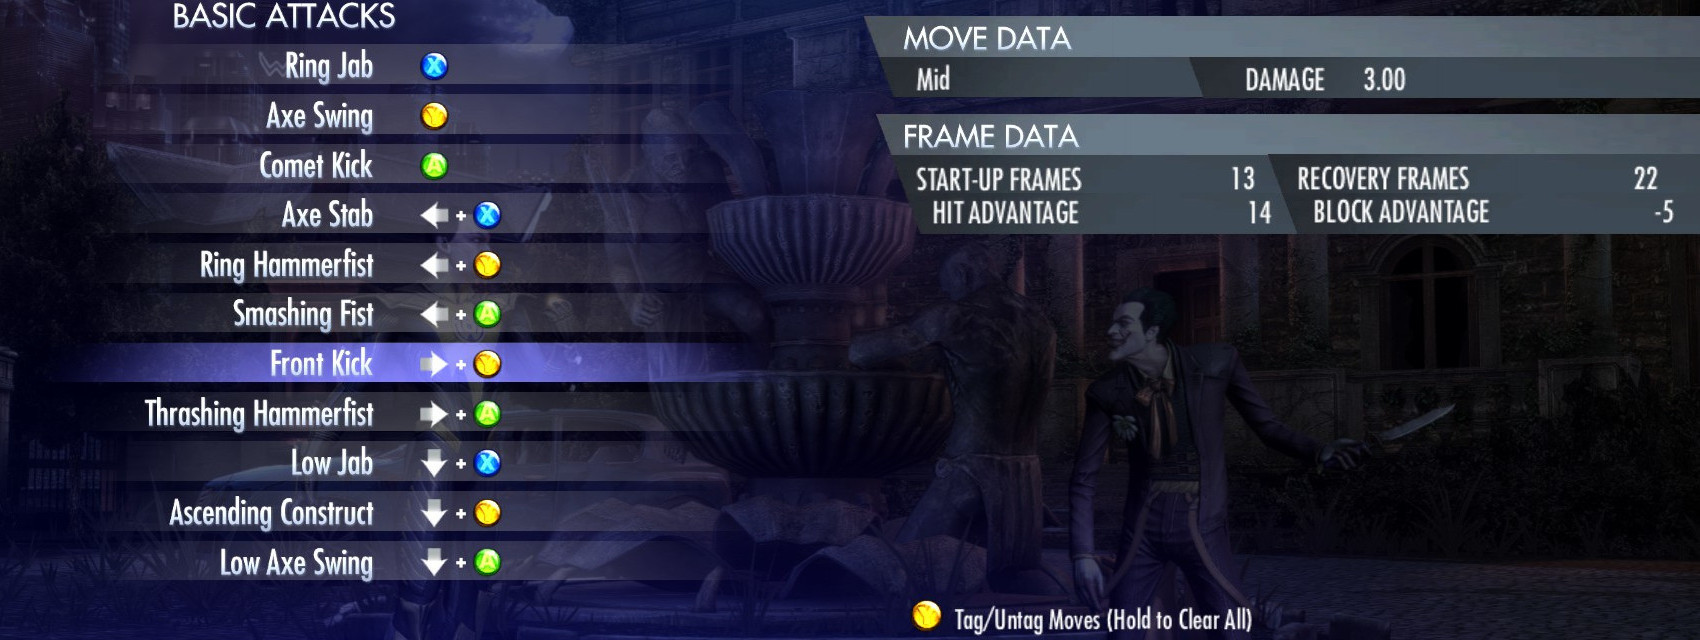 BASIC ATTACKS
Ring Jab X
Axe Swing Y
Comet Kick A
Axe Stab + X
Ring Hammerfist + Y
Smashing Fist + A
Front Kick + Y
Thrashing Hammerfist + A
Low Jab + X
Ascending Construct + Y
Low Axe Swing + A
MOVE DATA
Mid DAMAGE 3.00
FRAME DATA
START-UP FRAMES 13 RECOVERY FRAMES 22
HIT ADVANTAGE 14 BLOCK ADVANTAGE -5
Y Tag/Untag Moves (Hold to Clear All)